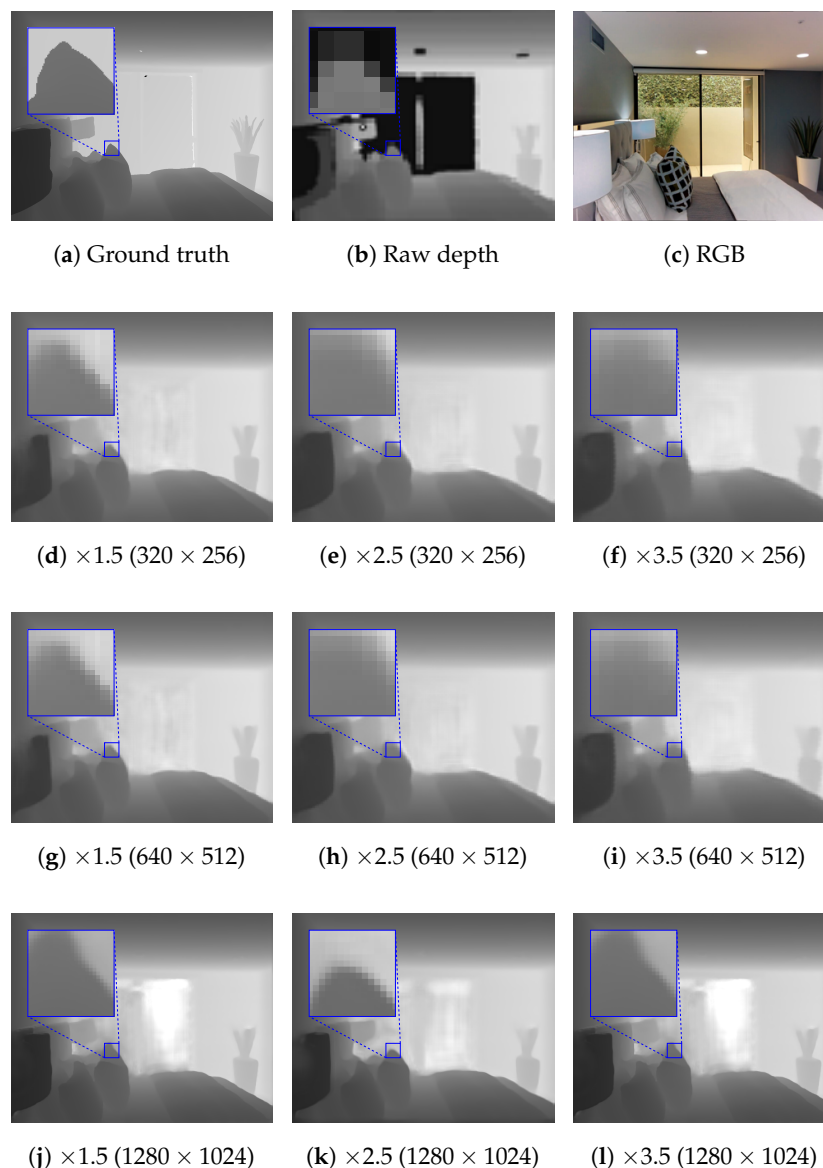 (a) Ground truth
(b) Raw depth
(c) RGB
(d) ×1.5 (320 × 256)
(e) ×2.5 (320 × 256)
(f) ×3.5 (320 × 256)
(g) ×1.5 (640 × 512)
(h) ×2.5 (640 × 512)
(i) ×3.5 (640 × 512)
(j) ×1.5 (1280 × 1024)
(k) ×2.5 (1280 × 1024)
(l) ×3.5 (1280 × 1024)